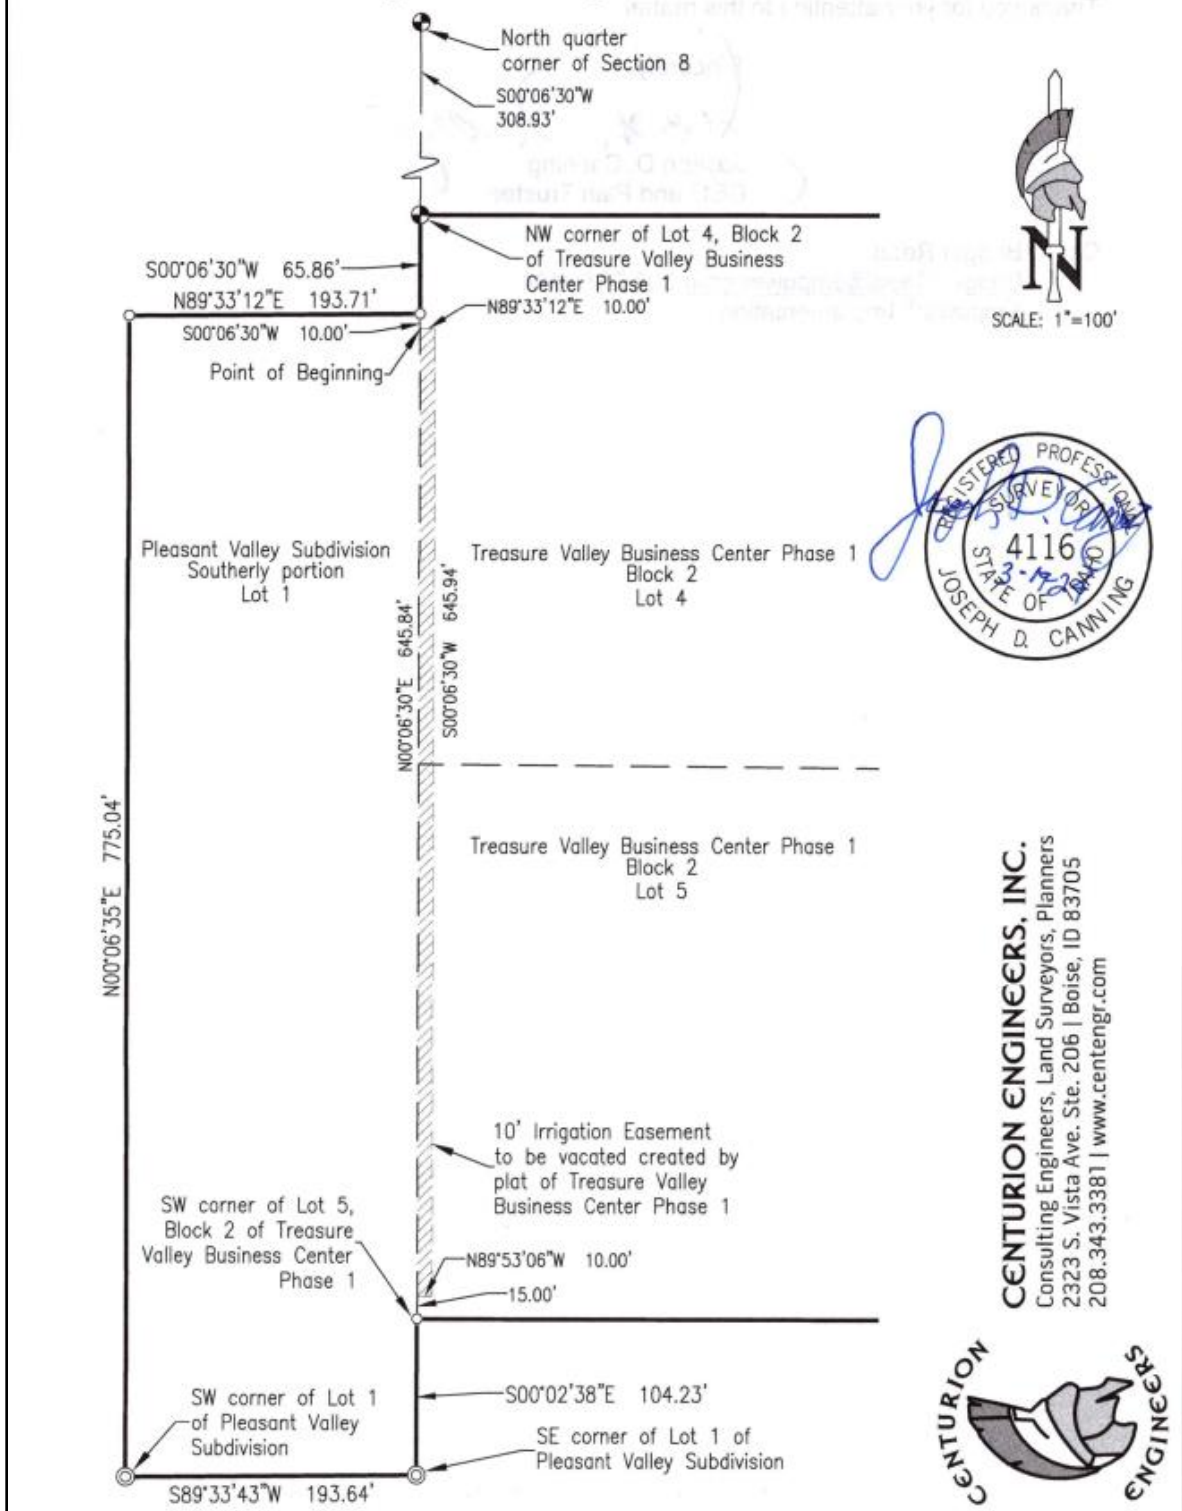 North quarter
corner of Section 8
S00°06'30"W
308.93'
NW corner of Lot 4, Block 2
of Treasure Valley Business
Center Phase 1
S00°06'30"W 65.86'
N89°33'12"E 193.71'
N89°33'12"E 10.00'
S00°06'30"W 10.00'
Point of Beginning
N
SCALE: 1"=100'
REGISTERED PROFESSIONAL
SURVEYOR
4116
STATE OF IDAHO
JOSEPH D. CANNING
Pleasant Valley Subdivision
Southerly portion
Lot 1
Treasure Valley Business Center Phase 1
Block 2
Lot 4
N00°06'30"E 645.84'
S00°06'30"W 645.94'
N00°06'35"E 775.04'
Treasure Valley Business Center Phase 1
Block 2
Lot 5
10' Irrigation Easement
to be vacated created by
plat of Treasure Valley
Business Center Phase 1
SW corner of Lot 5,
Block 2 of Treasure
Valley Business Center
Phase 1
N89°53'06"W 10.00'
15.00'
S00°02'38"E 104.23'
SW corner of Lot 1
of Pleasant Valley
Subdivision
SE corner of Lot 1 of
Pleasant Valley Subdivision
S89°33'43"W 193.64'
CENTURION ENGINEERS, INC.
Consulting Engineers, Land Surveyors, Planners
2323 S. Vista Ave. Ste. 206 | Boise, ID 83705
208.343.3381 | www.centengr.com
CENTURION
ENGINEERS